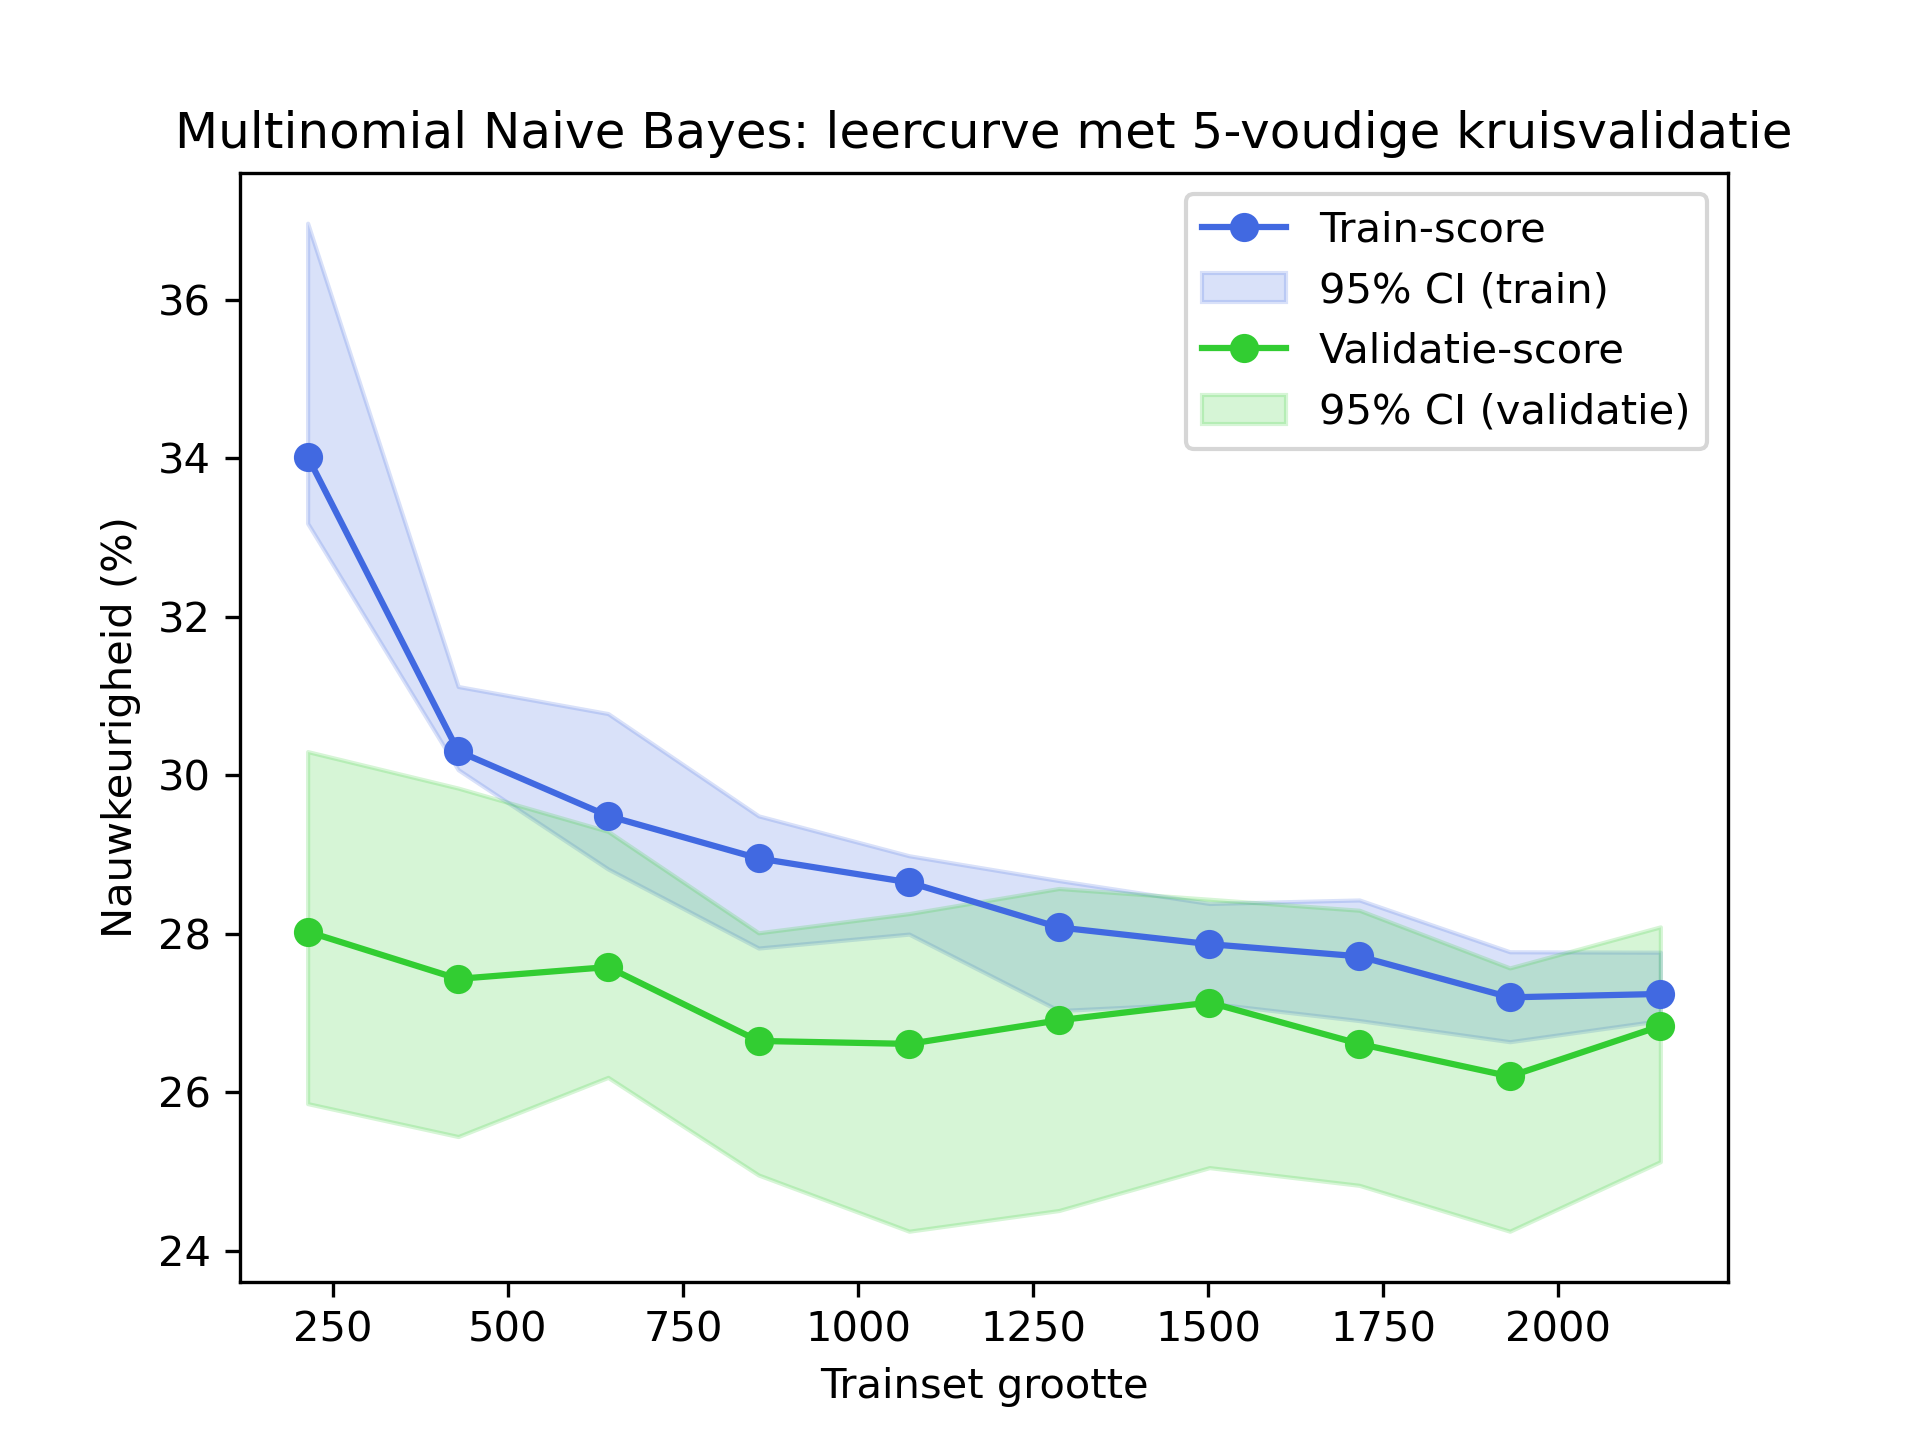 Multinomial Naive Bayes: leercurve met 5-voudige kruisvalidatie
Train-score
95% CI (train)
Validatie-score
95% CI (validatie)
Nauwkeurigheid (%)
36
34
32
30
28
26
24
250 500 750 1000 1250 1500 1750 2000
Trainset grootte